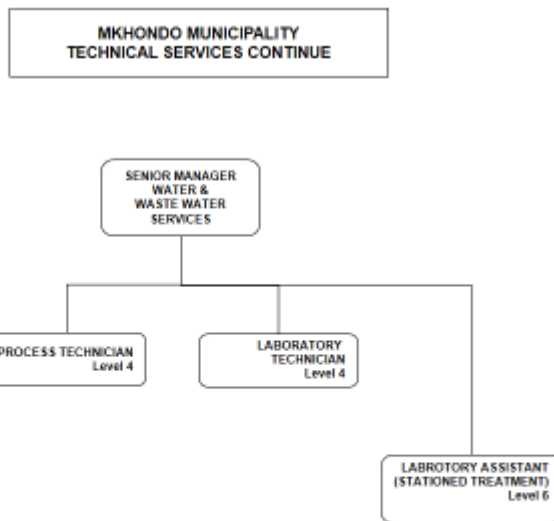 MKHONDO MUNICIPALITY
TECHNICAL SERVICES CONTINUE
SENIOR MANAGER
WATER &
WASTE WATER
SERVICES
PROCESS TECHNICIAN
Level 4
LABORATORY
TECHNICIAN
Level 4
LABROTORY ASSISTANT
(STATIONED TREATMENT)
Level 6